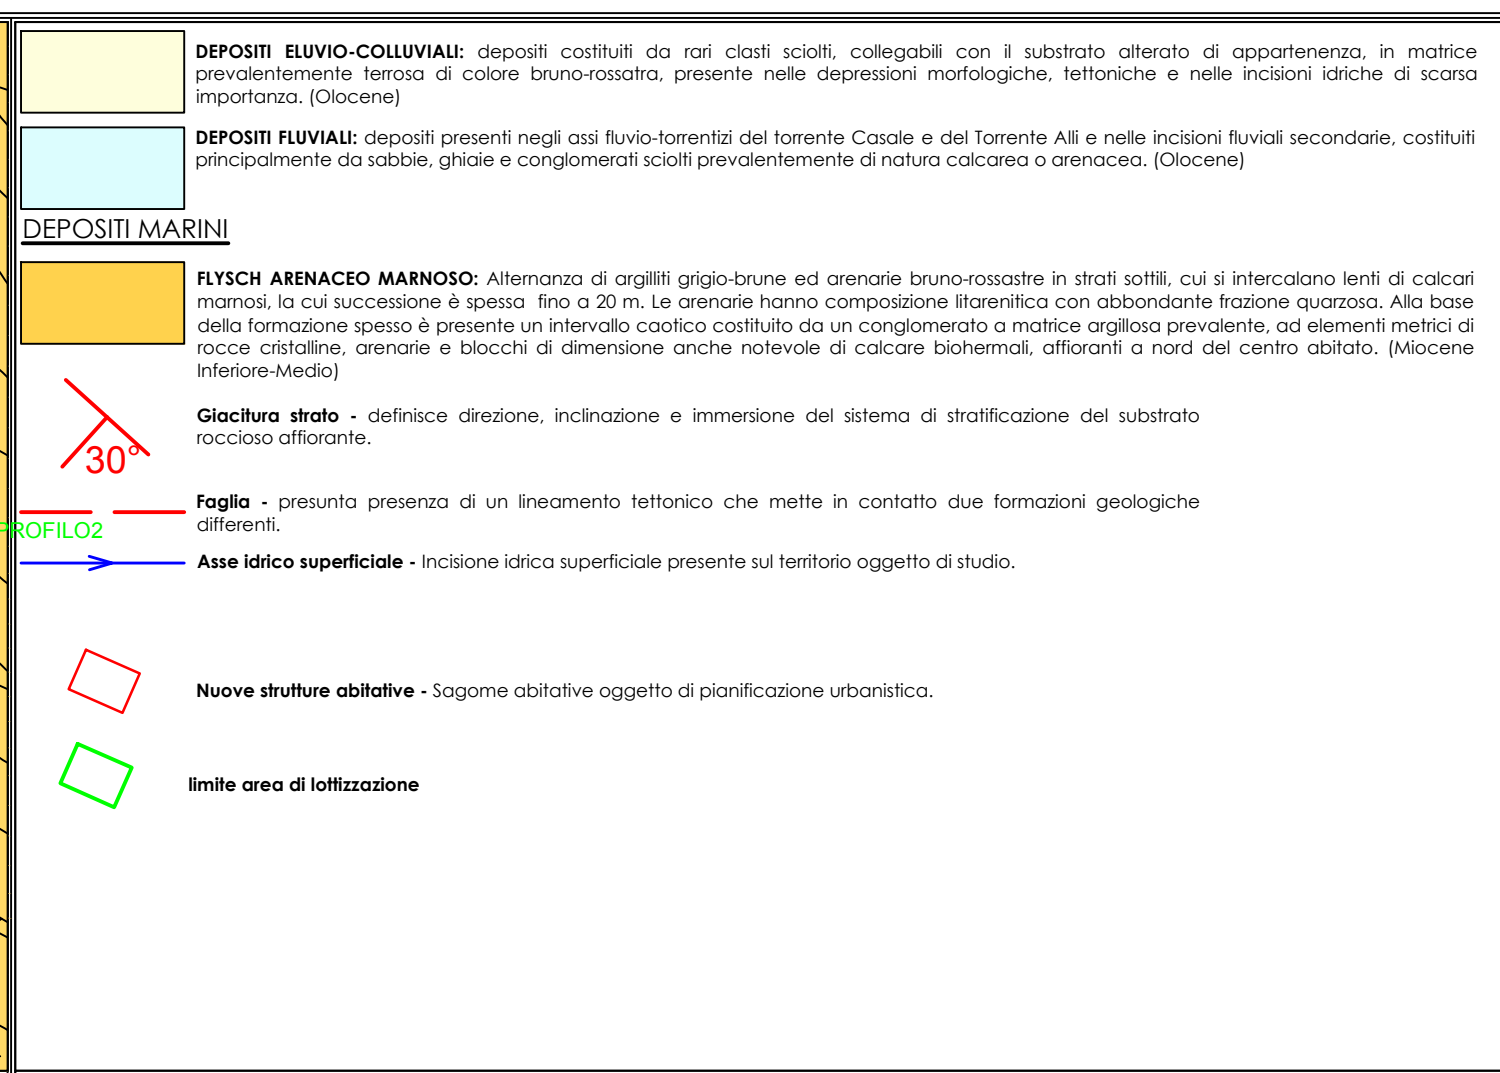 DEPOSITI ELUVIO-COLLUVIALI: depositi costituiti da rari clasti sciolti, collegabili con il substrato alterato di appartenenza, in matrice
prevalentemente terrosa di colore bruno-rossatra, presente nelle depressioni morfologiche, tettoniche e nelle incisioni idriche di scarsa
importanza. (Olocene)
DEPOSITI FLUVIALI: depositi presenti negli assi fluvio-torrentizi del torrente Casale e del Torrente Alli e nelle incisioni fluviali secondarie, costituiti
principalmente da sabbie, ghiaie e conglomerati sciolti prevalentemente di natura calcarea o arenacea. (Olocene)
DEPOSITI MARINI
FLYSCH ARENACEO MARNOSO: Alternanza di argilliti grigio-brune ed arenarie bruno-rossastre in strati sottili, cui si intercalano lenti di calcari
marnosi, la cui successione è spessa fino a 20 m. Le arenarie hanno composizione litarenitica con abbondante frazione quarzosa. Alla base
della formazione spesso è presente un intervallo caotico costituito da un conglomerato a matrice argillosa prevalente, ad elementi metrici di
rocce cristalline, arenarie e blocchi di dimensione anche notevole di calcare biohermali, affioranti a nord del centro abitato. (Miocene
Inferiore-Medio)
Giacitura strato - definisce direzione, inclinazione e immersione del sistema di stratificazione del substrato
roccioso affiorante.
30°
Faglia - presunta presenza di un lineamento tettonico che mette in contatto due formazioni geologiche
differenti.
PROFILO2
Asse idrico superficiale - Incisione idrica superficiale presente sul territorio oggetto di studio.
Nuove strutture abitative - Sagome abitative oggetto di pianificazione urbanistica.
limite area di lottizzazione